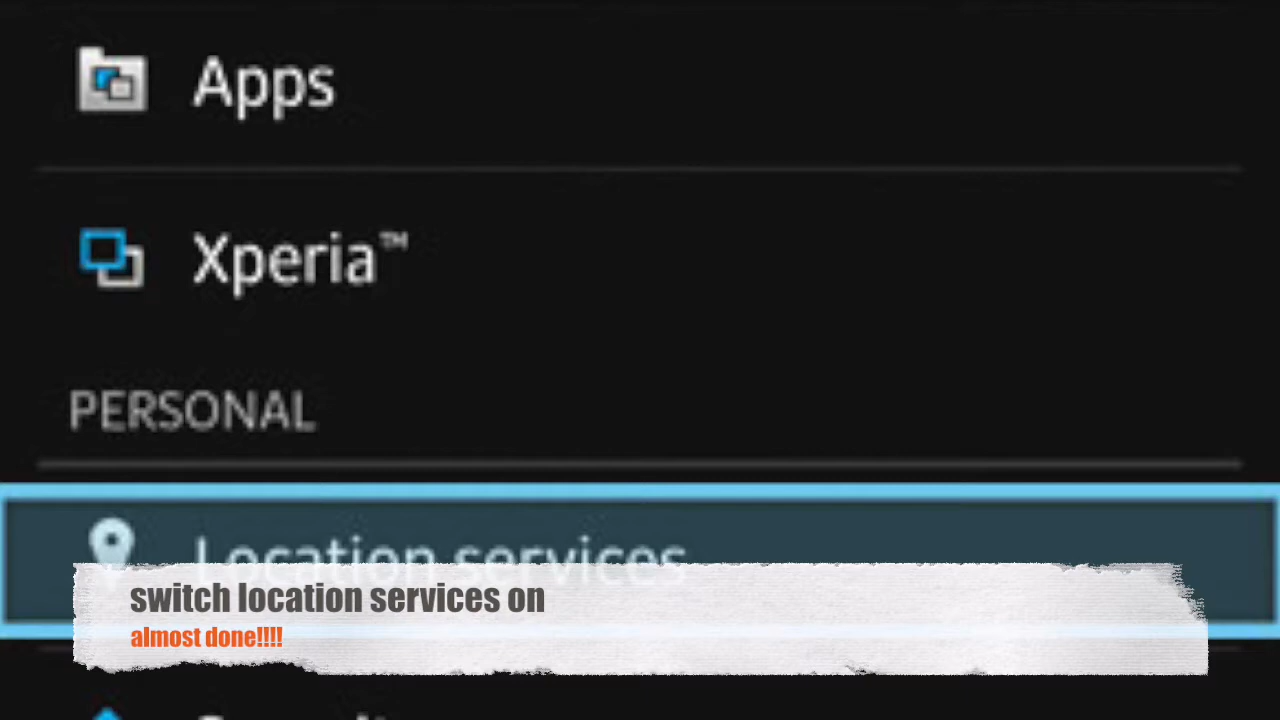 Apps
Xperia™
PERSONAL
Location services
switch location services on
almost done!!!!